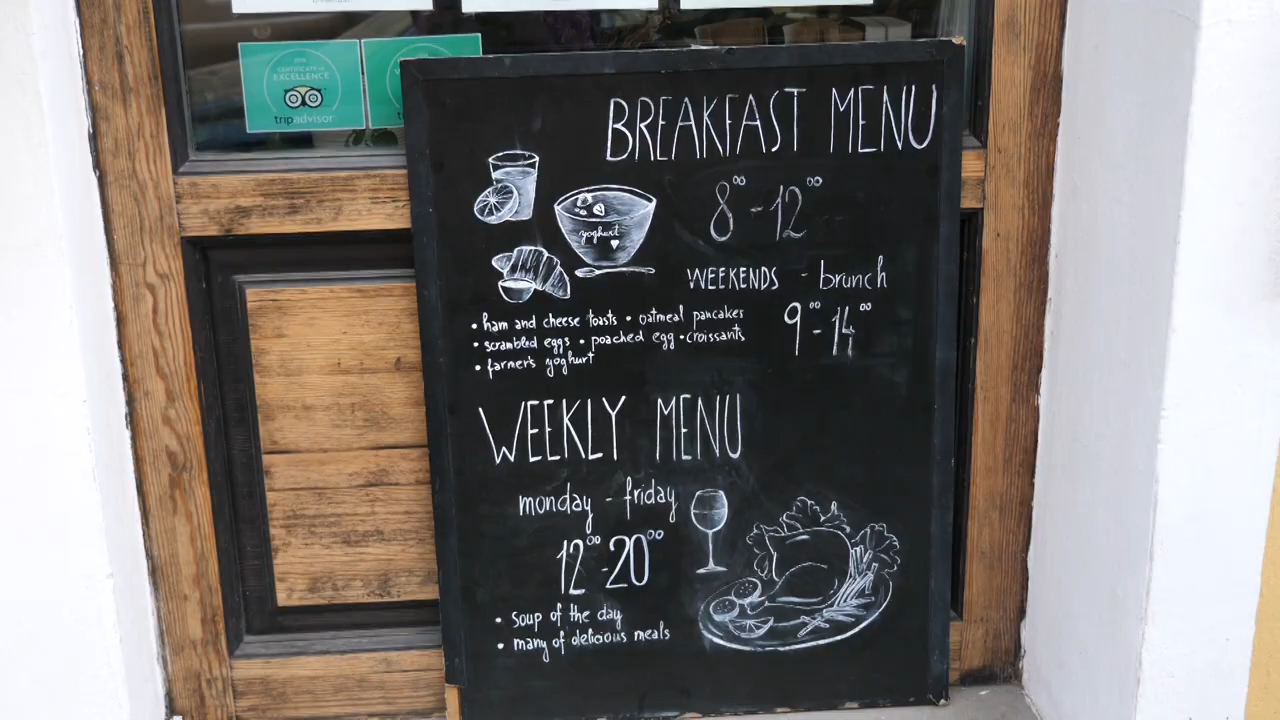 CERTIFICATE of
EXCELLENCE
tripadvisor
BREAKFAST MENU
8⁰⁰ - 12⁰⁰
yoghurt
WEEKENDS - brunch
9⁰⁰ - 14⁰⁰
• ham and cheese toasts • oatmeal pancakes
• scrambled eggs • poached egg • croissants
• farmer's yoghurt
WEEKLY MENU
monday - friday
12⁰⁰ - 20⁰⁰
• soup of the day
• many of delicious meals